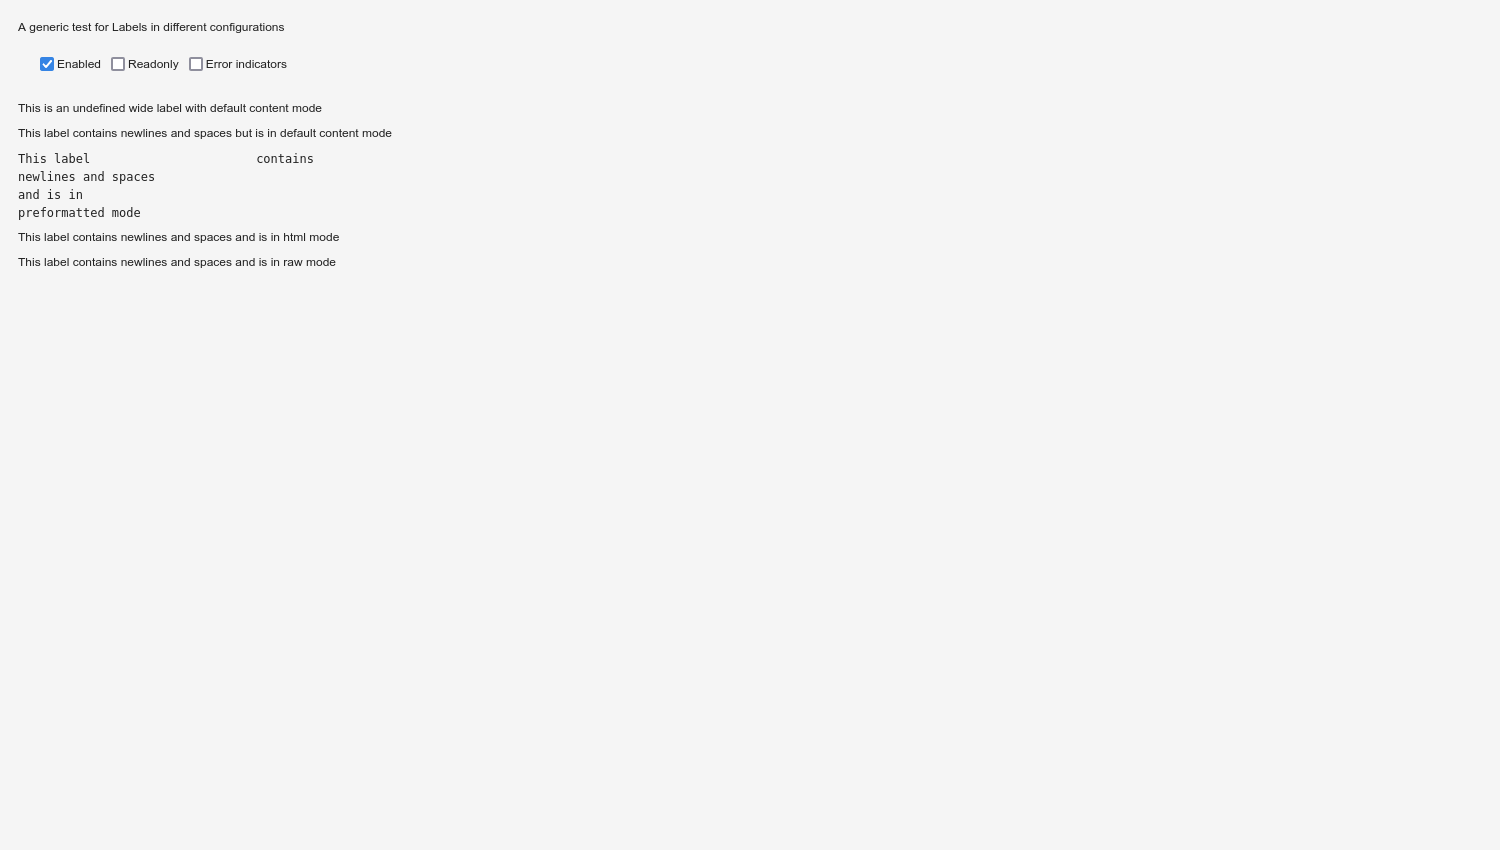 A generic test for Labels in different configurations
Enabled Readonly Error indicators
This is an undefined wide label with default content mode
This label contains newlines and spaces but is in default content mode
This label                       contains
newlines and spaces
and is in
preformatted mode
This label contains newlines and spaces and is in html mode
This label contains newlines and spaces and is in raw mode